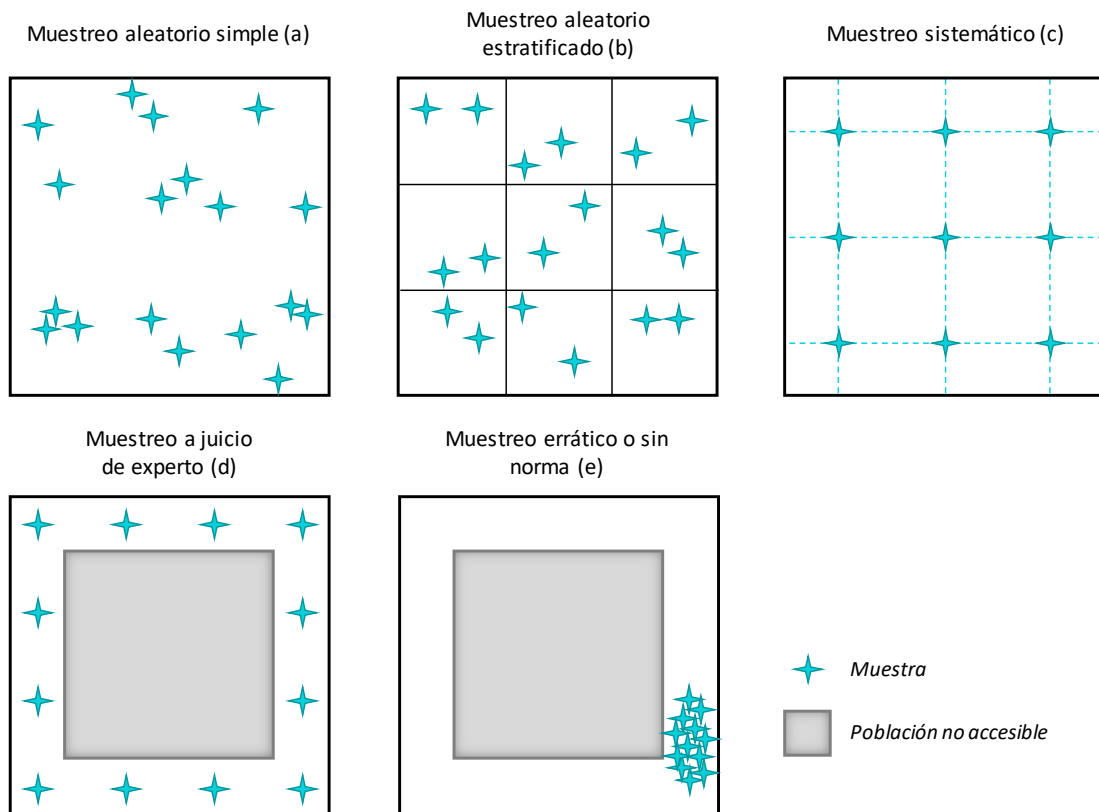 Muestreo aleatorio simple (a)
Muestreo aleatorio
estratificado (b)
Muestreo sistemático (c)
Muestreo a juicio
de experto (d)
Muestreo errático o sin
norma (e)
Muestra
Población no accesible